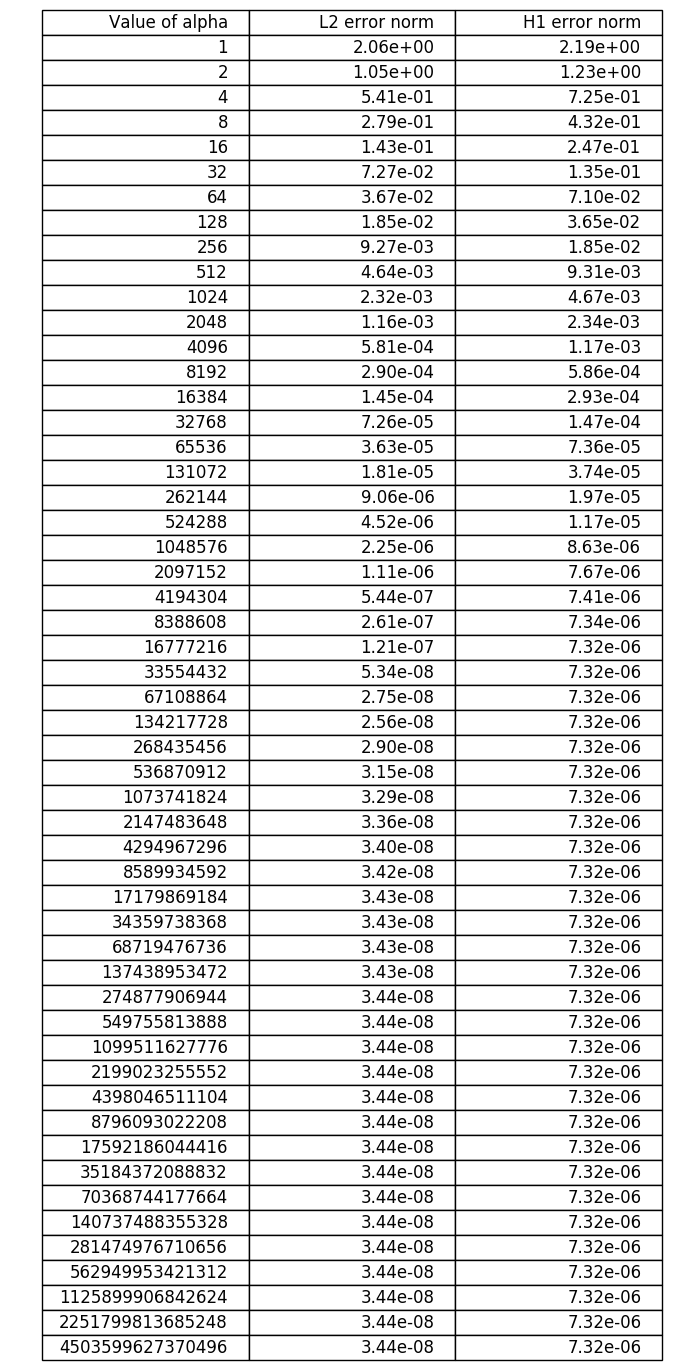 Value of alpha L2 error norm H1 error norm
1 2.06e+00 2.19e+00
2 1.05e+00 1.23e+00
4 5.41e-01 7.25e-01
8 2.79e-01 4.32e-01
16 1.43e-01 2.47e-01
32 7.27e-02 1.35e-01
64 3.67e-02 7.10e-02
128 1.85e-02 3.65e-02
256 9.27e-03 1.85e-02
512 4.64e-03 9.31e-03
1024 2.32e-03 4.67e-03
2048 1.16e-03 2.34e-03
4096 5.81e-04 1.17e-03
8192 2.90e-04 5.86e-04
16384 1.45e-04 2.93e-04
32768 7.26e-05 1.47e-04
65536 3.63e-05 7.36e-05
131072 1.81e-05 3.74e-05
262144 9.06e-06 1.97e-05
524288 4.52e-06 1.17e-05
1048576 2.25e-06 8.63e-06
2097152 1.11e-06 7.67e-06
4194304 5.44e-07 7.41e-06
8388608 2.61e-07 7.34e-06
16777216 1.21e-07 7.32e-06
33554432 5.34e-08 7.32e-06
67108864 2.75e-08 7.32e-06
134217728 2.56e-08 7.32e-06
268435456 2.90e-08 7.32e-06
536870912 3.15e-08 7.32e-06
1073741824 3.29e-08 7.32e-06
2147483648 3.36e-08 7.32e-06
4294967296 3.40e-08 7.32e-06
8589934592 3.42e-08 7.32e-06
17179869184 3.43e-08 7.32e-06
34359738368 3.43e-08 7.32e-06
68719476736 3.43e-08 7.32e-06
137438953472 3.43e-08 7.32e-06
274877906944 3.44e-08 7.32e-06
549755813888 3.44e-08 7.32e-06
1099511627776 3.44e-08 7.32e-06
2199023255552 3.44e-08 7.32e-06
4398046511104 3.44e-08 7.32e-06
8796093022208 3.44e-08 7.32e-06
17592186044416 3.44e-08 7.32e-06
35184372088832 3.44e-08 7.32e-06
70368744177664 3.44e-08 7.32e-06
140737488355328 3.44e-08 7.32e-06
281474976710656 3.44e-08 7.32e-06
562949953421312 3.44e-08 7.32e-06
1125899906842624 3.44e-08 7.32e-06
2251799813685248 3.44e-08 7.32e-06
4503599627370496 3.44e-08 7.32e-06